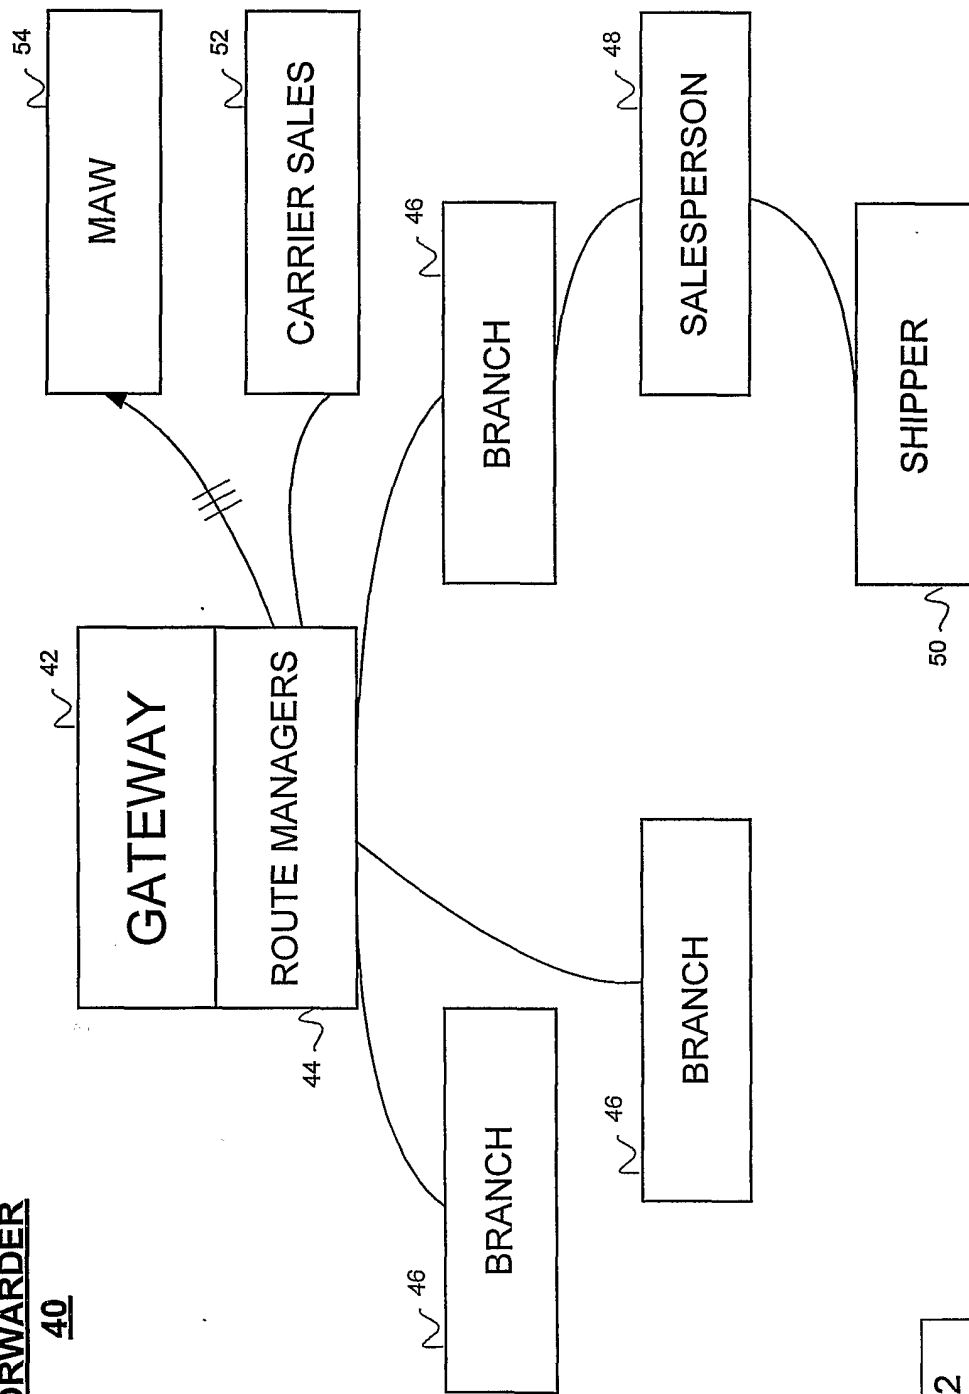 ORWARDER
40
42
GATEWAY
ROUTE MANAGERS
44
54
MAW
52
CARRIER SALES
46
BRANCH
46
BRANCH
46
BRANCH
48
SALESPERSON
50
SHIPPER
2